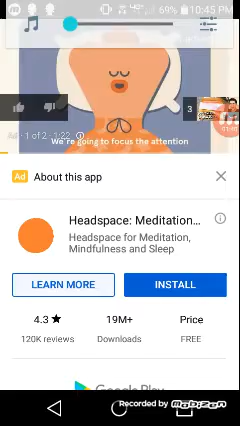 69% 10:45 PM
We're going to focus the attention
3
Ad · 1 of 2 · 1:22
Ad About this app
Headspace: Meditation...
Headspace for Meditation,
Mindfulness and Sleep
LEARN MORE
INSTALL
4.3 ★ 19M+ Price
120K reviews Downloads FREE
Google Play
Recorded by Mobizen